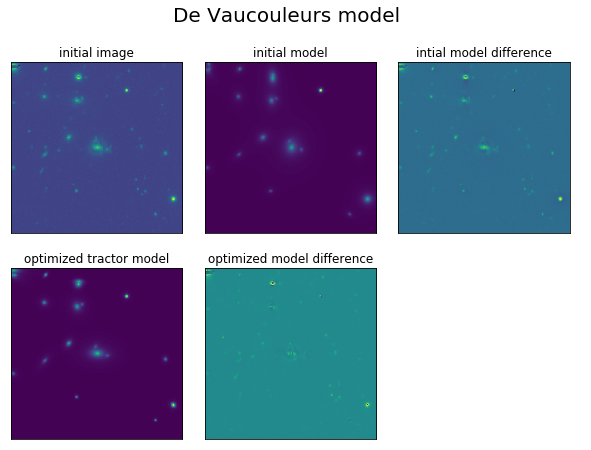 De Vaucouleurs model
initial image
initial model
intial model difference
optimized tractor model
optimized model difference